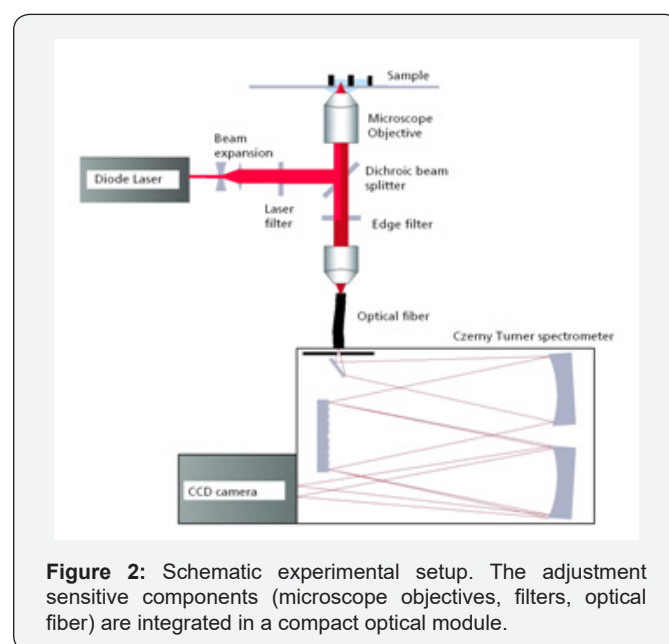 Sample
Microscope
Objective
Beam
expansion
Diode Laser
Dichroic beam
splitter
Laser
filter
Edge filter
Optical fiber
Czerny Turner spectrometer
CCD camera
Figure 2: Schematic experimental setup. The adjustment
sensitive components (microscope objectives, filters, optical
fiber) are integrated in a compact optical module.